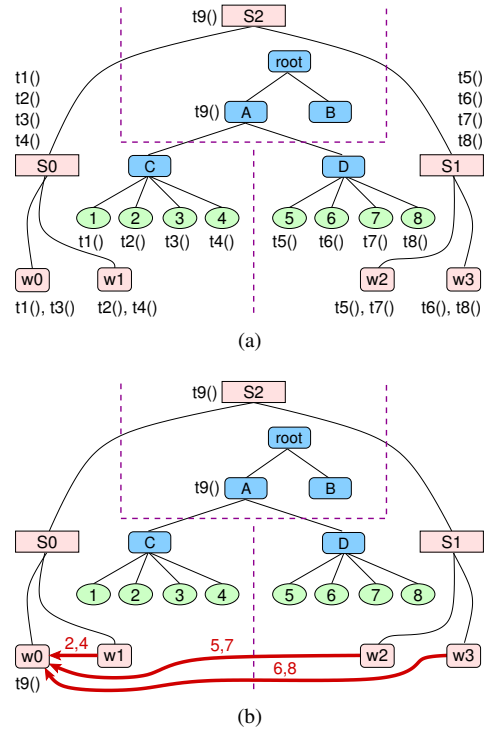 t9() S2
root
t1() t5()
t2() t6()
t3() t9() A B t7()
t4() t8()
S0 C D S1
1 2 3 4 5 6 7 8
t1() t2() t3() t4() t5() t6() t7() t8()
w0 w1 w2 w3
t1(), t3() t2(), t4() t5(), t7() t6(), t8()
(a)
t9() S2
root
t9() A B
S0 C D S1
1 2 3 4 5 6 7 8
w0 2,4 w1 5,7 w2 w3
6,8
t9()
(b)